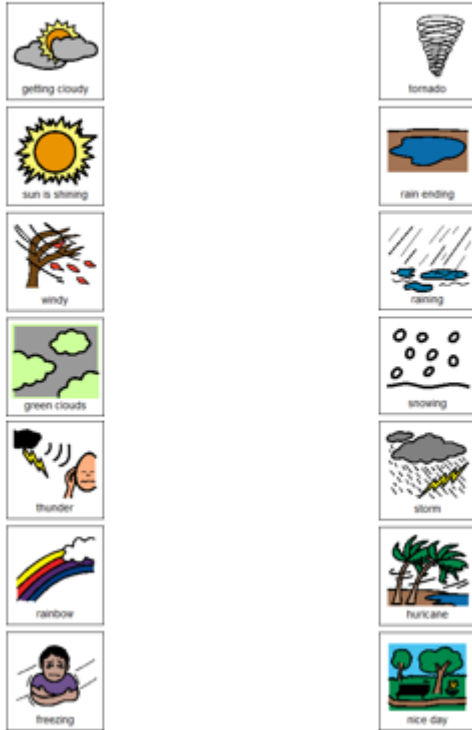 getting cloudy
tornado
sun is shining
rain ending
windy
raining
green clouds
snowing
thunder
storm
rainbow
huricane
freezing
nice day